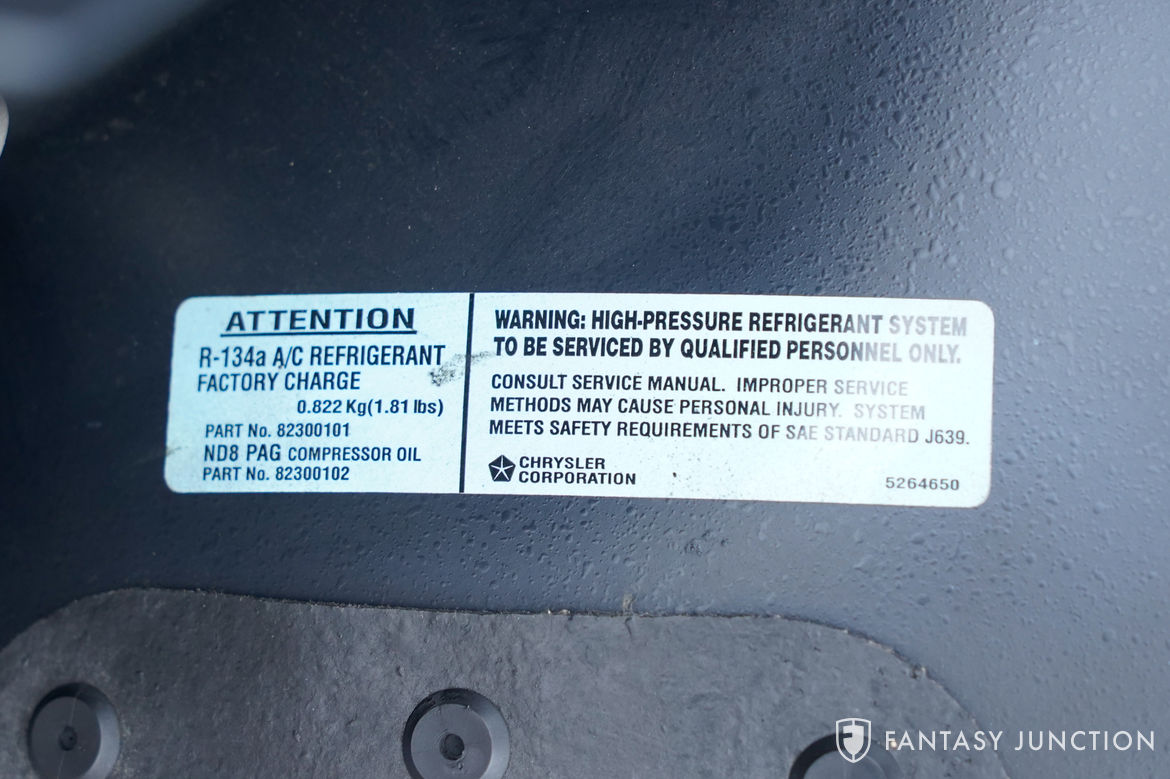 ATTENTION
R-134a A/C REFRIGERANT
FACTORY CHARGE
0.822 Kg(1.81 lbs)
PART No. 82300101
ND8 PAG COMPRESSOR OIL
PART No. 82300102
WARNING: HIGH-PRESSURE REFRIGERANT SYSTEM
TO BE SERVICED BY QUALIFIED PERSONNEL ONLY.
CONSULT SERVICE MANUAL. IMPROPER SERVICE
METHODS MAY CAUSE PERSONAL INJURY. SYSTEM
MEETS SAFETY REQUIREMENTS OF SAE STANDARD J639.
CHRYSLER
CORPORATION
5264650
FANTASY JUNCTION